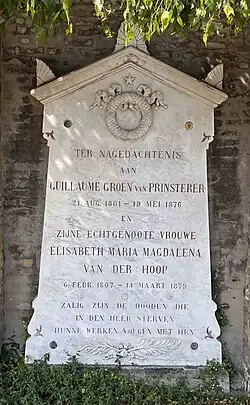 TER NAGEDACHTENIS
AAN
GUILLAUME GROEN VAN PRINSTERER
21 AUG. 1801 — 19 MEI 1876
EN
ZIJNE ECHTGENOOTE VROUWE
ELISABETH MARIA MAGDALENA
VAN DER HOOP
6 FEBR. 1807 — 14 MAART 1879
ZALIG ZIJN DE DOODEN DIE
IN DEN HEER STERVEN
HUNNE WERKEN VOLGEN MET HEN